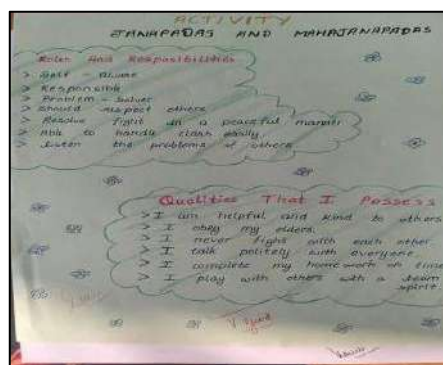 ACTIVITY
JANAPADAS AND MAHAJANAPADAS
Roles And Resposibilities
> Self - Aware
> Responsible
> Problem - Solver
> Should respect others
> Resolve fight in a peaceful manner
> Able to handle clash easily
> Listen the problems of others
Qualities That I Possess
> I am helpful and kind to others
> I obey my elders.
> I never fight with each other
> I talk politely with everyone
> I complete my homework on time
> I play with others with a team
spirit